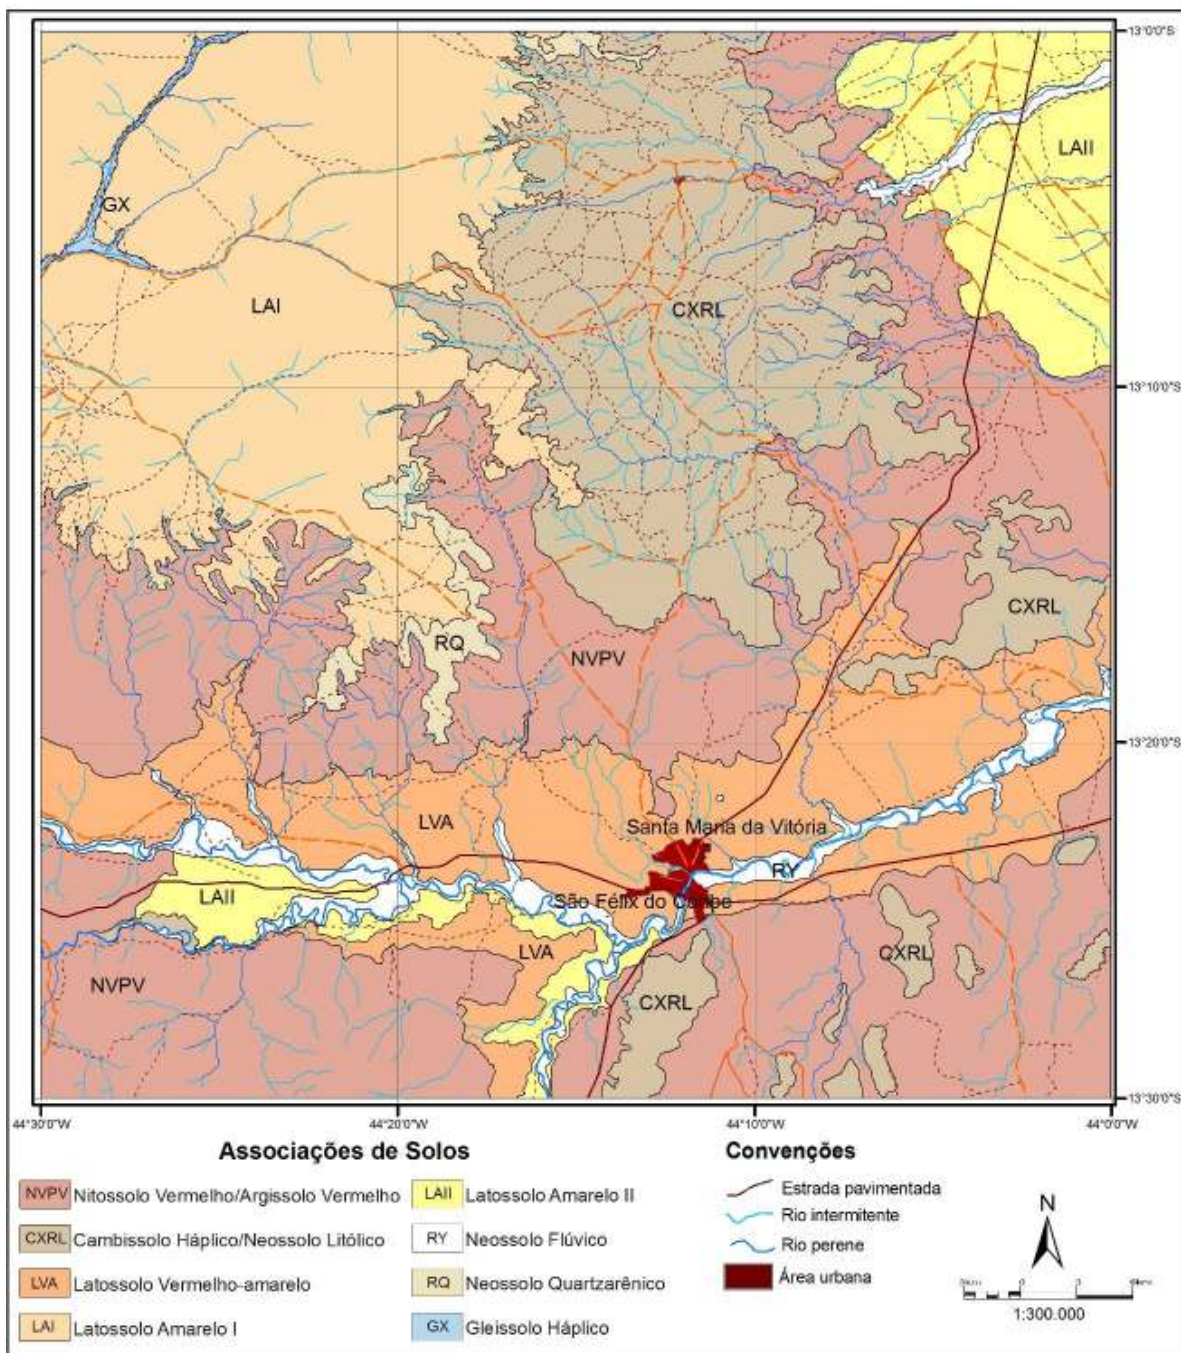 13°0'0"S
LAII
GX
LAI
CXRL
13°10'0"S
CXRL
RQ
NVPV
13°20'0"S
LVA
Santa Maria da Vitória
RY
LAII
São Félix do Coribe
LVA
CXRL
NVPV
CXRL
13°30'0"S
44°30'0"W
44°20'0"W
44°10'0"W
44°0'0"W
Associações de Solos
Convenções
NVPV Nitossolo Vermelho/Argissolo Vermelho
LAII Latossolo Amarelo II
Estrada pavimentada
CXRL Cambissolo Háplico/Neossolo Litólico
RY Neossolo Flúvico
Rio intermitente
Rio perene
LVA Latossolo Vermelho-amarelo
RQ Neossolo Quartzarênico
Área urbana
LAI Latossolo Amarelo I
GX Gleissolo Háplico
N
0
3
1:300.000